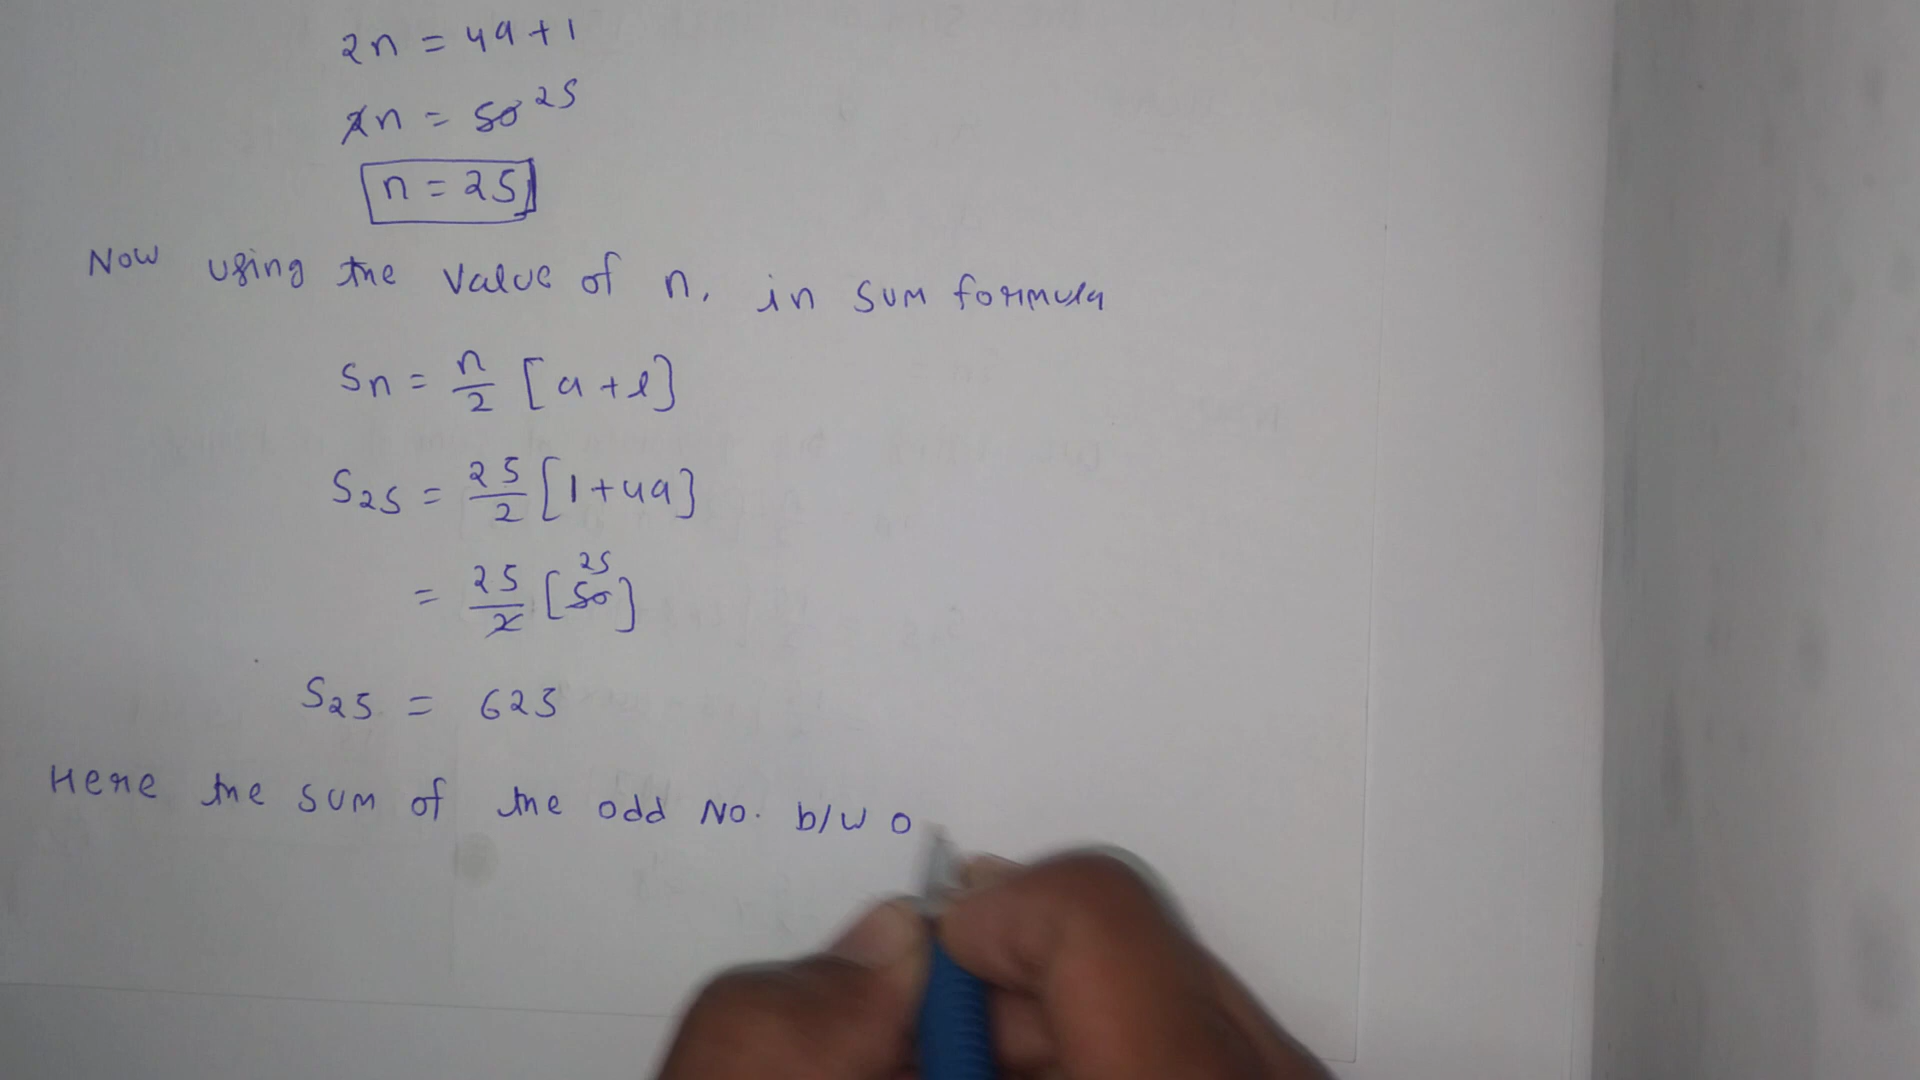 2n = 49+1
2n = 50 25
n = 25
Now using the value of n, in sum formula
Sn = n/2 [a+l]
S25 = 25/2 [1+49]
= 25/2 [50] 25
S25 = 625
Here the sum of the odd No. b/w 0